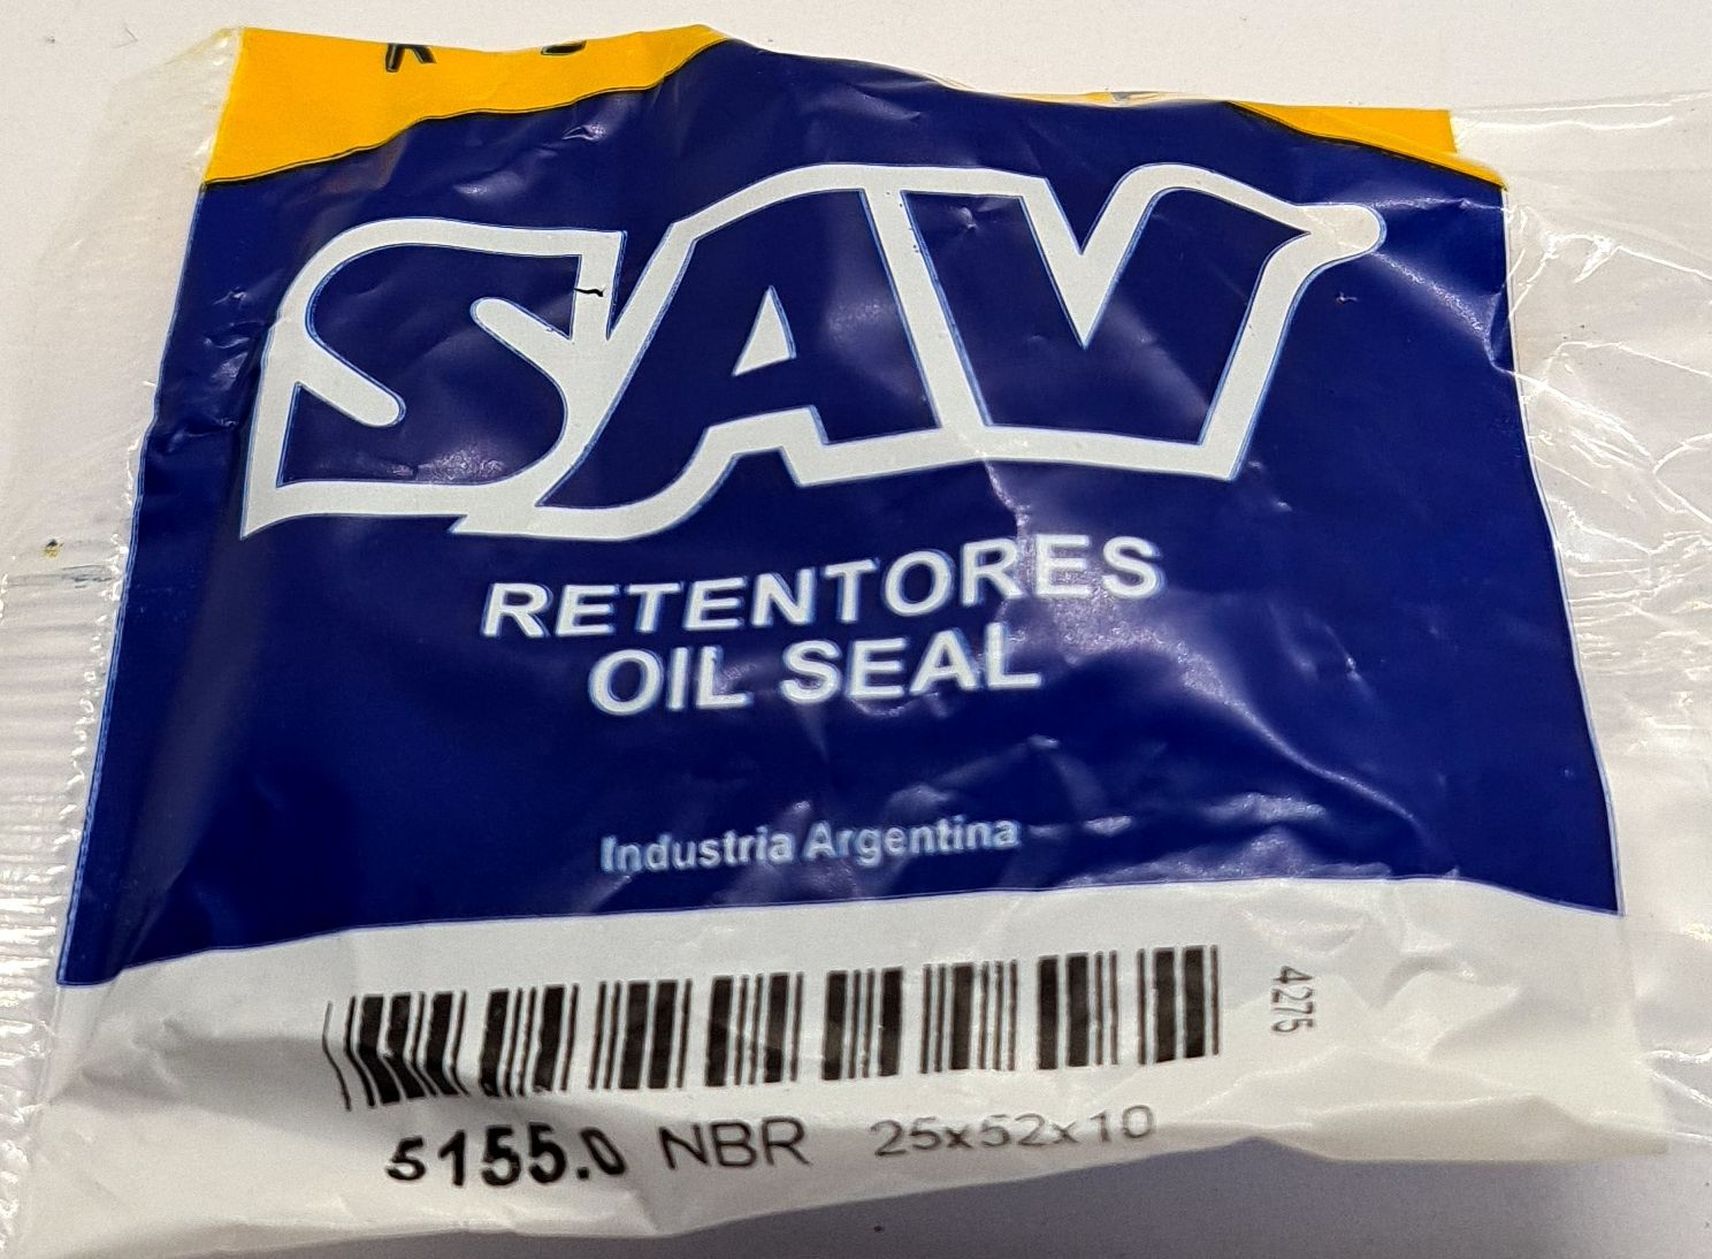 SAV
RETENTORES
OIL SEAL
Industria Argentina
4275
5155.0 NBR 25x52x10